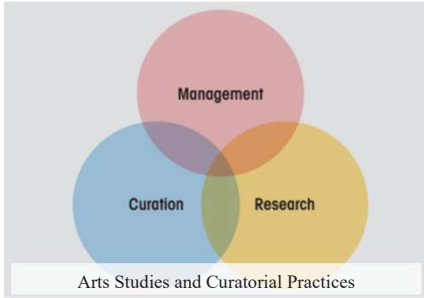 Management
Curation Research
Arts Studies and Curatorial Practices